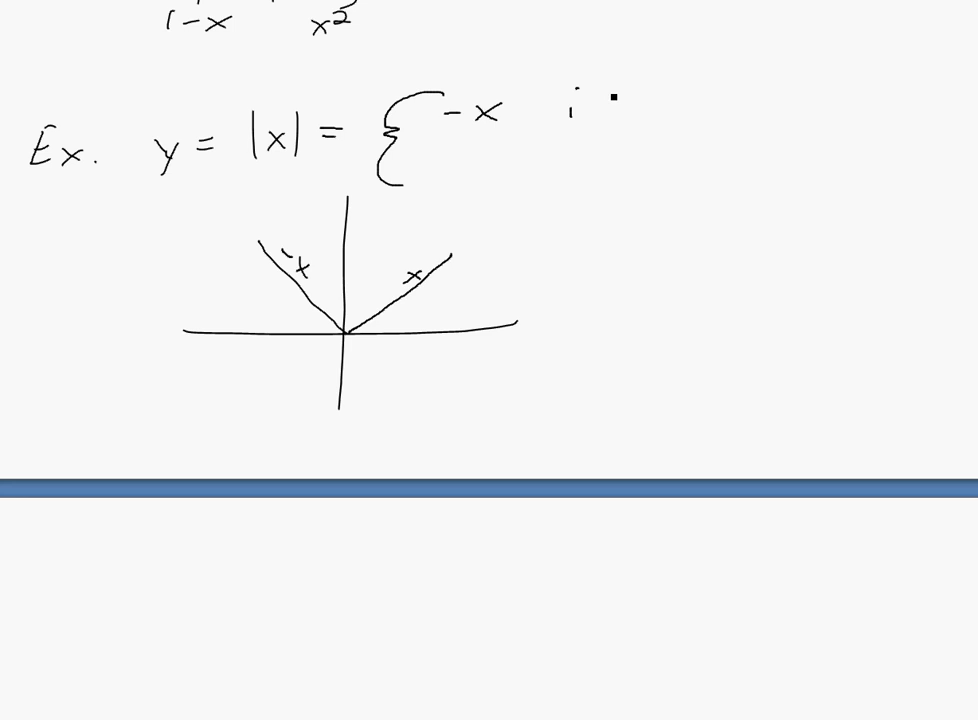 1-x x²
Ex. y = |x| = { -x i
-x x